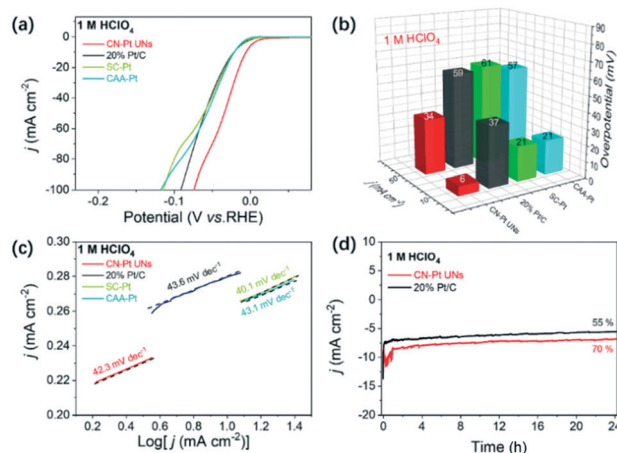 (a)
1 M HClO₄
CN-Pt UNs
20% Pt/C
SC-Pt
CAA-Pt
0
-20
-40
-60
-80
-100
j (mA cm⁻²)
-0.2
-0.1
0.0
Potential (V vs.RHE)
(b)
1 M HClO₄
90
80
70
60
50
40
30
20
10
0
Overpotential (mV)
61
59
57
34
37
21
21
6
50
10
j (mA cm⁻²)
CN-Pt UNs
20% Pt/C
SC-Pt
CAA-Pt
(c)
1 M HClO₄
CN-Pt UNs
20% Pt/C
SC-Pt
CAA-Pt
0.30
0.28
0.26
0.24
0.22
0.20
j (mA cm⁻²)
43.6 mV dec⁻¹
40.1 mV dec⁻¹
43.1 mV dec⁻¹
42.3 mV dec⁻¹
0.0
0.2
0.4
0.6
0.8
1.0
1.2
1.4
Log[ j (mA cm⁻²)]
(d)
1 M HClO₄
CN-Pt UNs
20% Pt/C
10
5
0
-5
-10
-15
-20
j (mA cm⁻²)
55 %
70 %
0
4
8
12
16
20
24
Time (h)